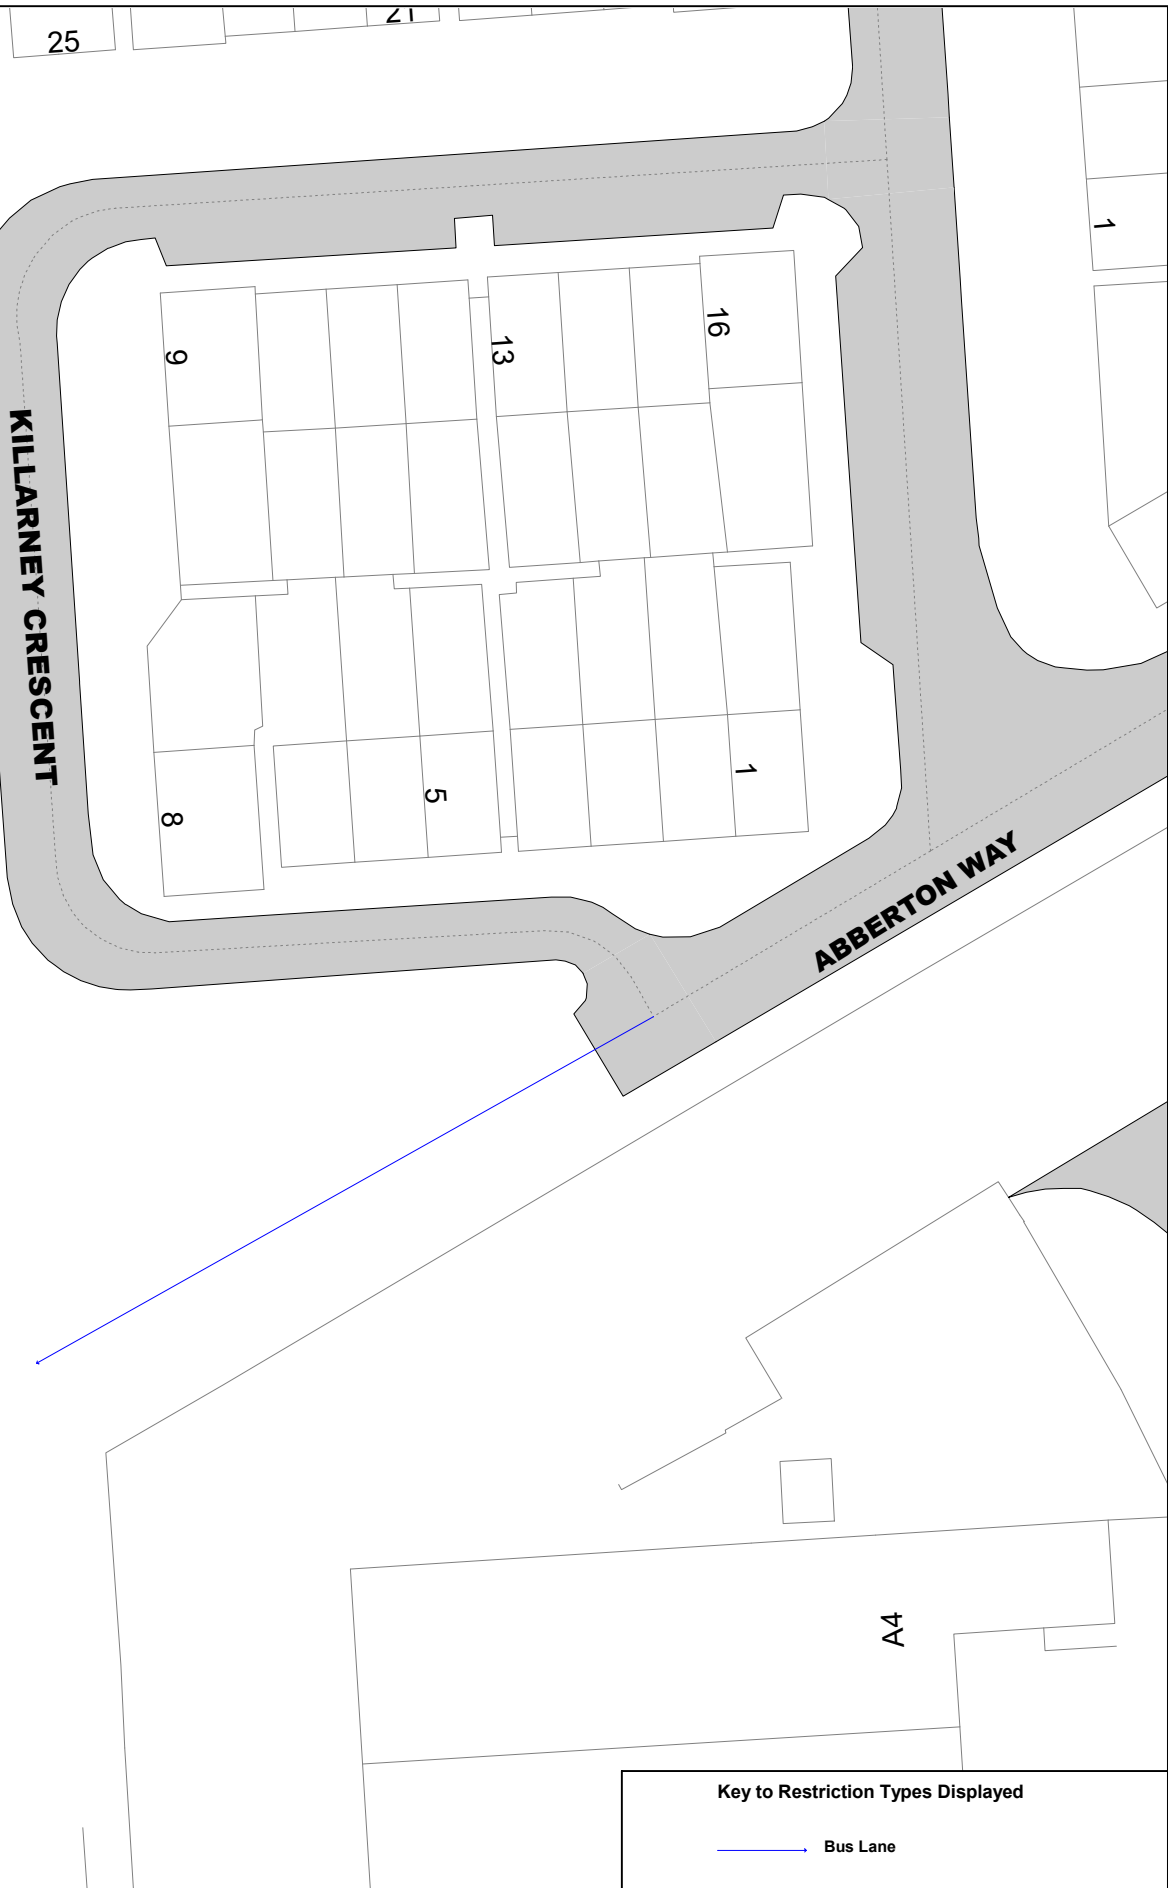 25
21
1
9
13
16
KILLARNEY CRESCENT
8
5
1
ABBERTON WAY
A4
Key to Restriction Types Displayed
Bus Lane